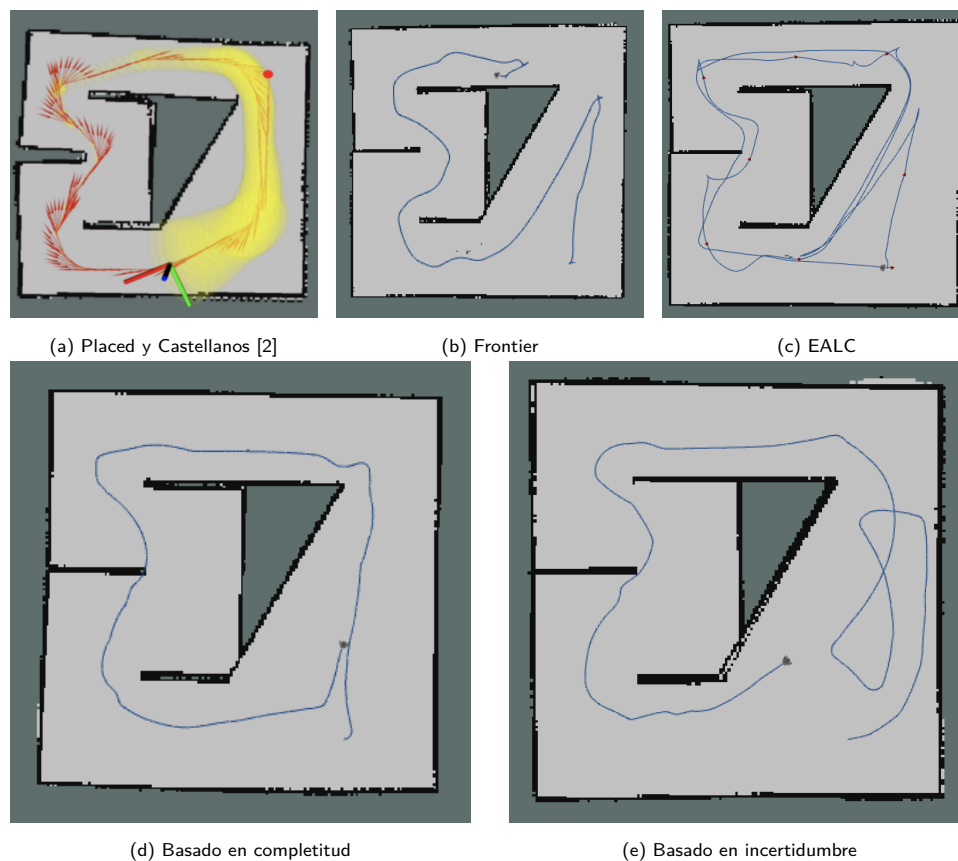 (a) Placed y Castellanos [2]
(b) Frontier
(c) EALC
(d) Basado en completitud
(e) Basado en incertidumbre